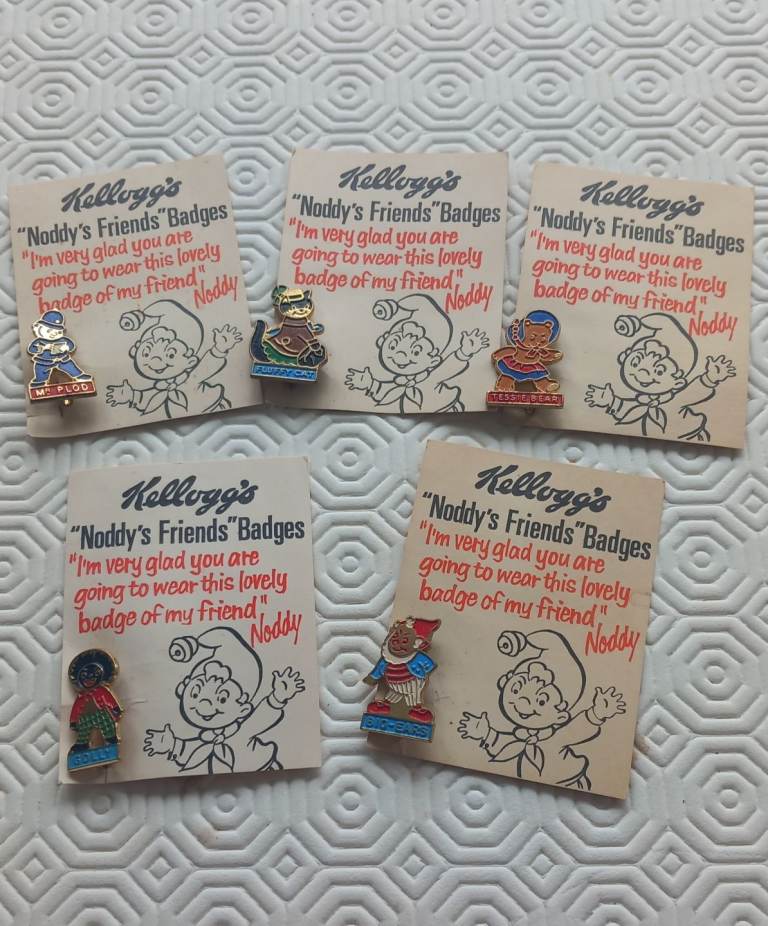 Kellogg's
"Noddy's Friends" Badges
"I'm very glad you are
going to wear this lovely
badge of my friend"
Noddy
MR PLOD
Kellogg's
"Noddy's Friends" Badges
"I'm very glad you are
going to wear this lovely
badge of my friend"
Noddy
FLUFFY CAT
Kellogg's
"Noddy's Friends" Badges
"I'm very glad you are
going to wear this lovely
badge of my friend"
Noddy
TESSIE BEAR
Kellogg's
"Noddy's Friends" Badges
"I'm very glad you are
going to wear this lovely
badge of my friend"
Noddy
GOLLY
Kellogg's
"Noddy's Friends" Badges
"I'm very glad you are
going to wear this lovely
badge of my friend"
Noddy
BIG-EARS